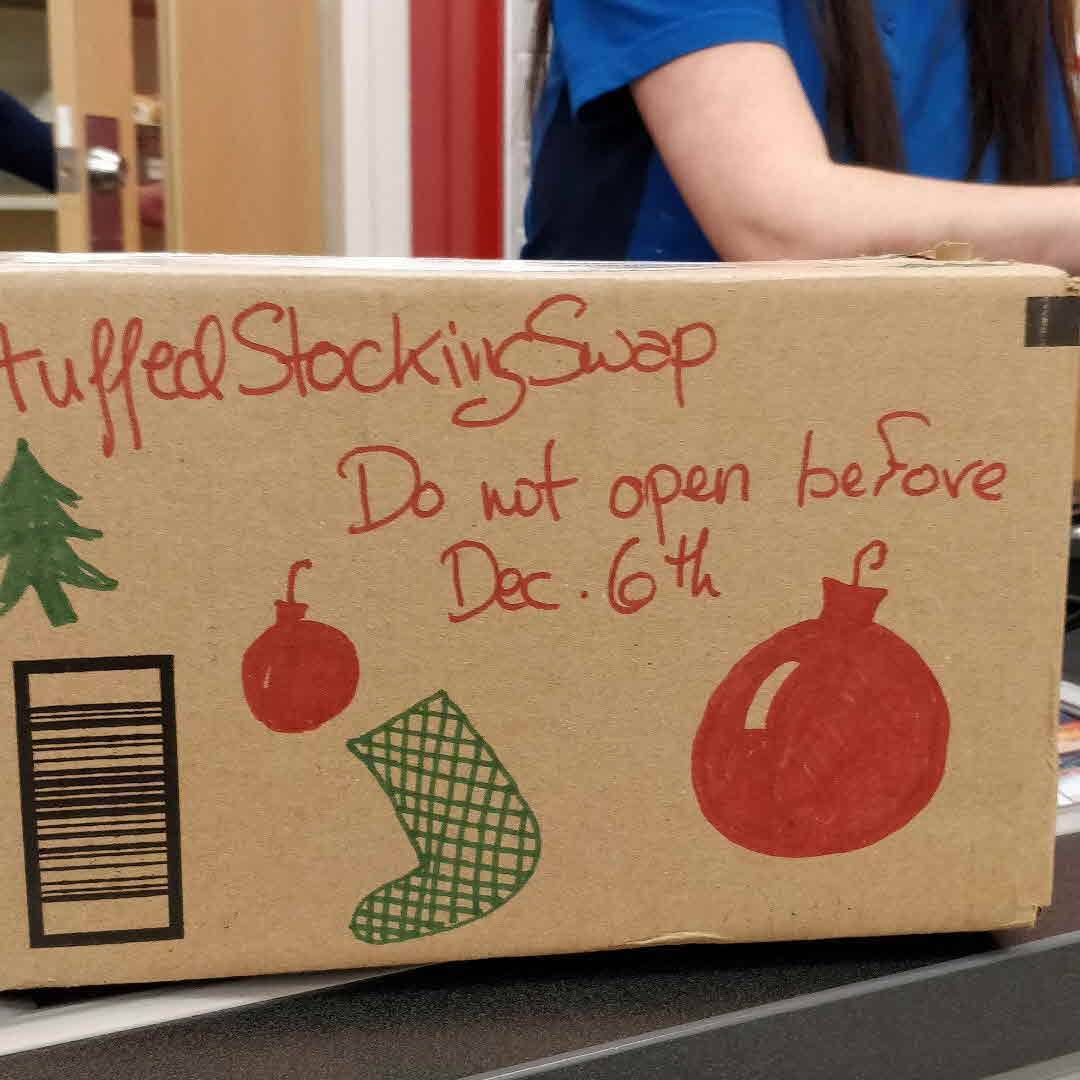 tuffedStockingSwap
Do not open before
Dec. 6th